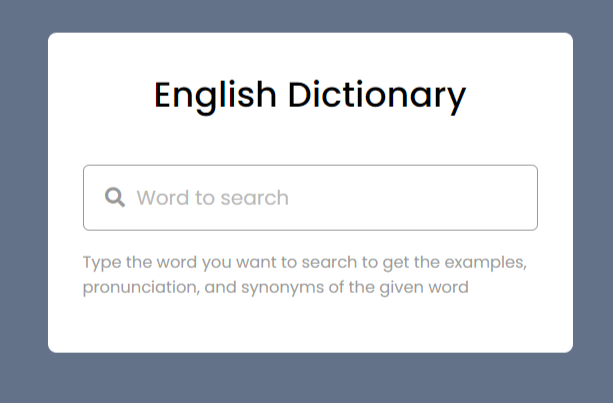 English Dictionary
Word to search
Type the word you want to search to get the examples,
pronunciation, and synonyms of the given word